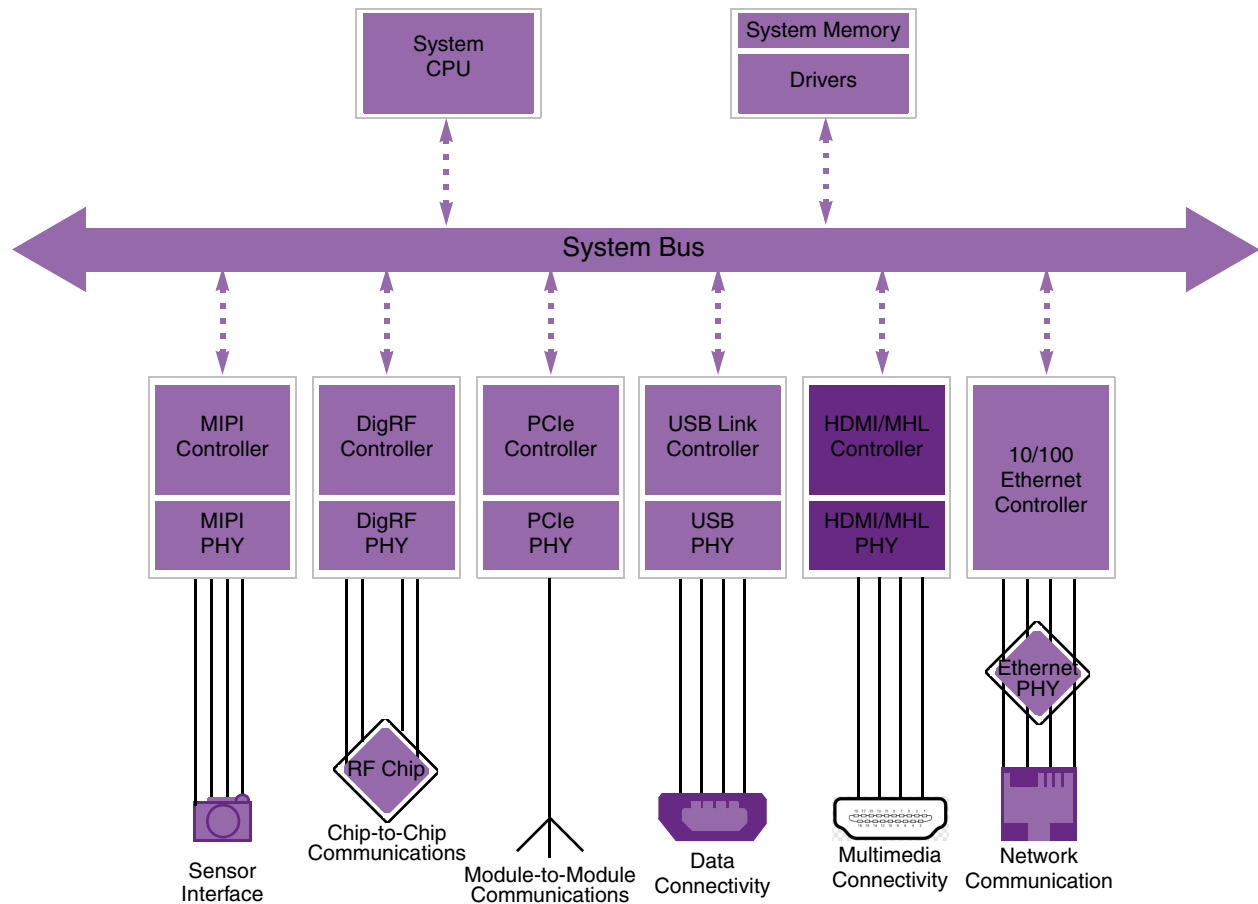 System
CPU
System Memory
Drivers
System Bus
MIPI
Controller
MIPI
PHY
DigRF
Controller
DigRF
PHY
PCIe
Controller
PCIe
PHY
USB Link
Controller
USB
PHY
HDMI/MHL
Controller
HDMI/MHL
PHY
10/100
Ethernet
Controller
Ethernet
PHY
RF Chip
Sensor
Interface
Chip-to-Chip
Communications
Module-to-Module
Communications
Data
Connectivity
Multimedia
Connectivity
Network
Communication